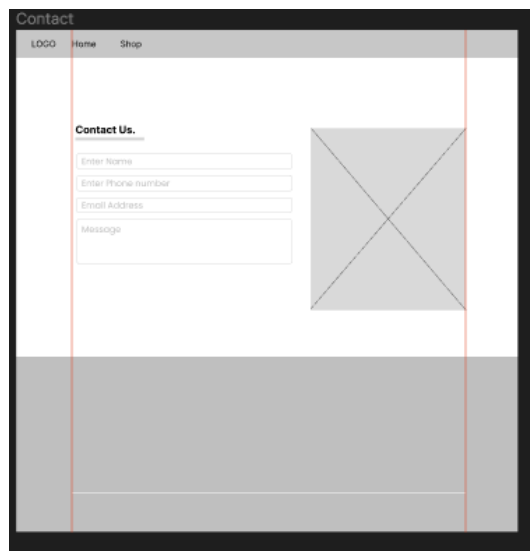 Contact
LOGO Home Shop
Contact Us.
Enter Name
Enter Phone number
Email Address
Message